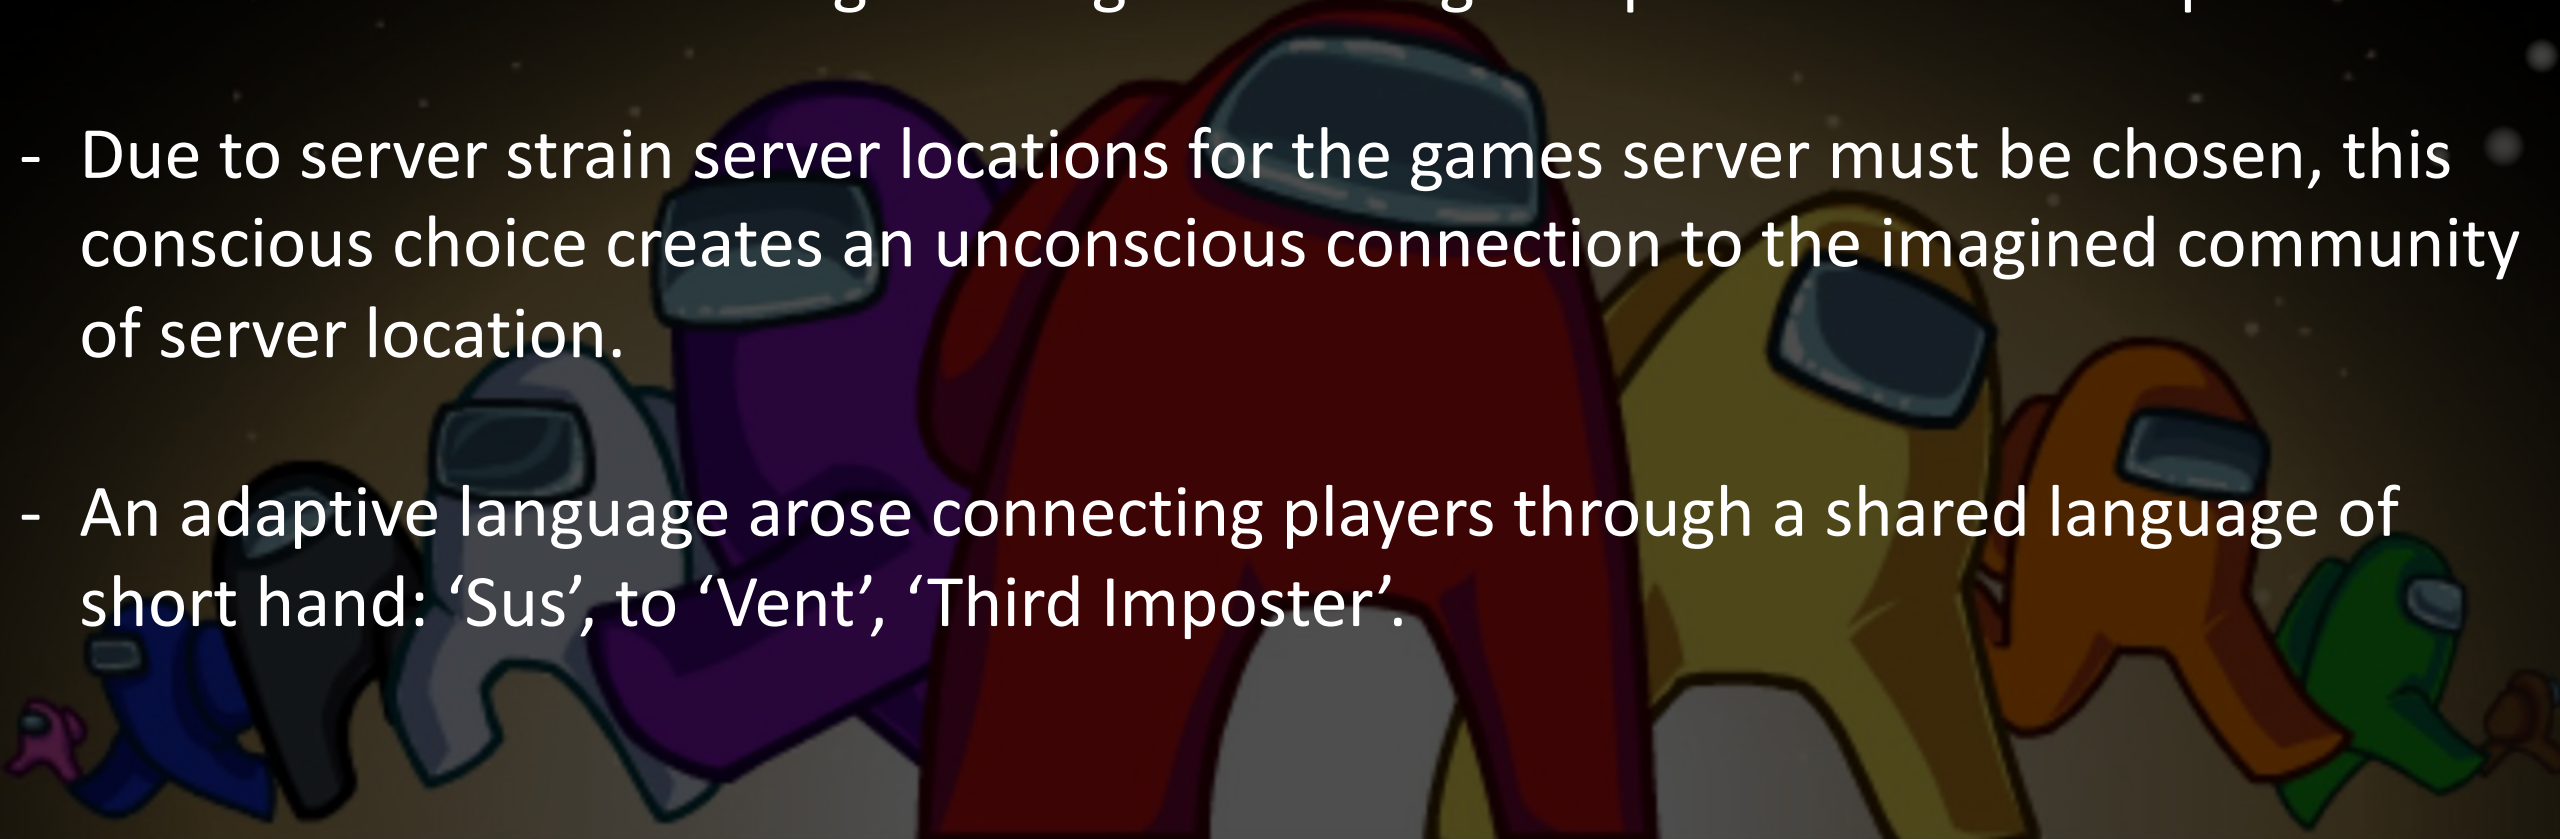 - Due to server strain server locations for the games server must be chosen, this
conscious choice creates an unconscious connection to the imagined community
of server location.
- An adaptive language arose connecting players through a shared language of
short hand: ‘Sus’, to ‘Vent’, ‘Third Imposter’.